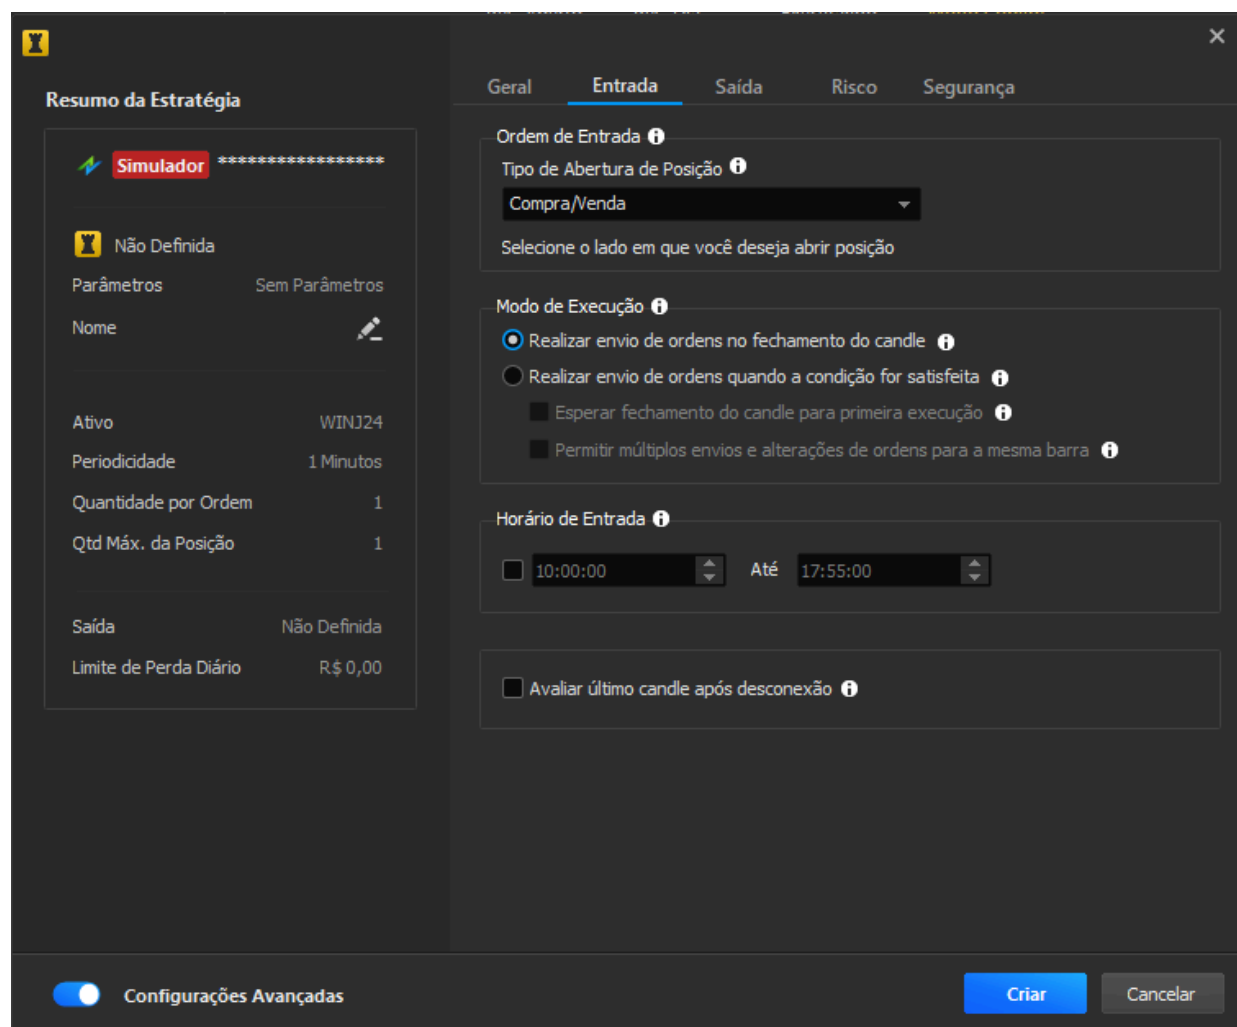 Resumo da Estratégia
Simulador *****************
Não Definida
Parâmetros Sem Parâmetros
Nome
Ativo WINJ24
Periodicidade 1 Minutos
Quantidade por Ordem 1
Qtd Máx. da Posição 1
Saída Não Definida
Limite de Perda Diário R$ 0,00
Geral Entrada Saída Risco Segurança
Ordem de Entrada
Tipo de Abertura de Posição
Compra/Venda
Selecione o lado em que você deseja abrir posição
Modo de Execução
Realizar envio de ordens no fechamento do candle
Realizar envio de ordens quando a condição for satisfeita
Esperar fechamento do candle para primeira execução
Permitir múltiplos envios e alterações de ordens para a mesma barra
Horário de Entrada
10:00:00 Até 17:55:00
Avaliar último candle após desconexão
Configurações Avançadas
Criar Cancelar